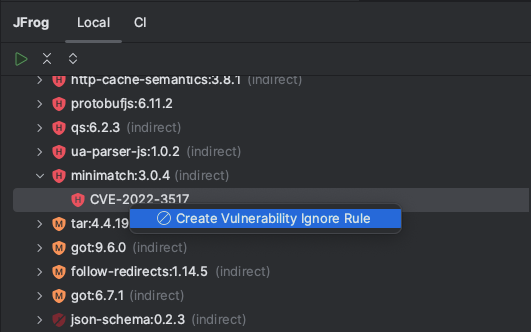 JFrog Local CI
http-cache-semantics:3.8.1 (indirect)
H protobufjs:6.11.2
H qs:6.2.3 (indirect)
H ua-parser-js:1.0.2 (indirect)
H minimatch:3.0.4 (indirect)
H CVE-2022-3517
Create Vulnerability Ignore Rule
M tar:4.4.19
M got:9.6.0 (indirect)
M follow-redirects:1.14.5 (indirect)
M got:6.7.1 (indirect)
json-schema:0.2.3 (indirect)